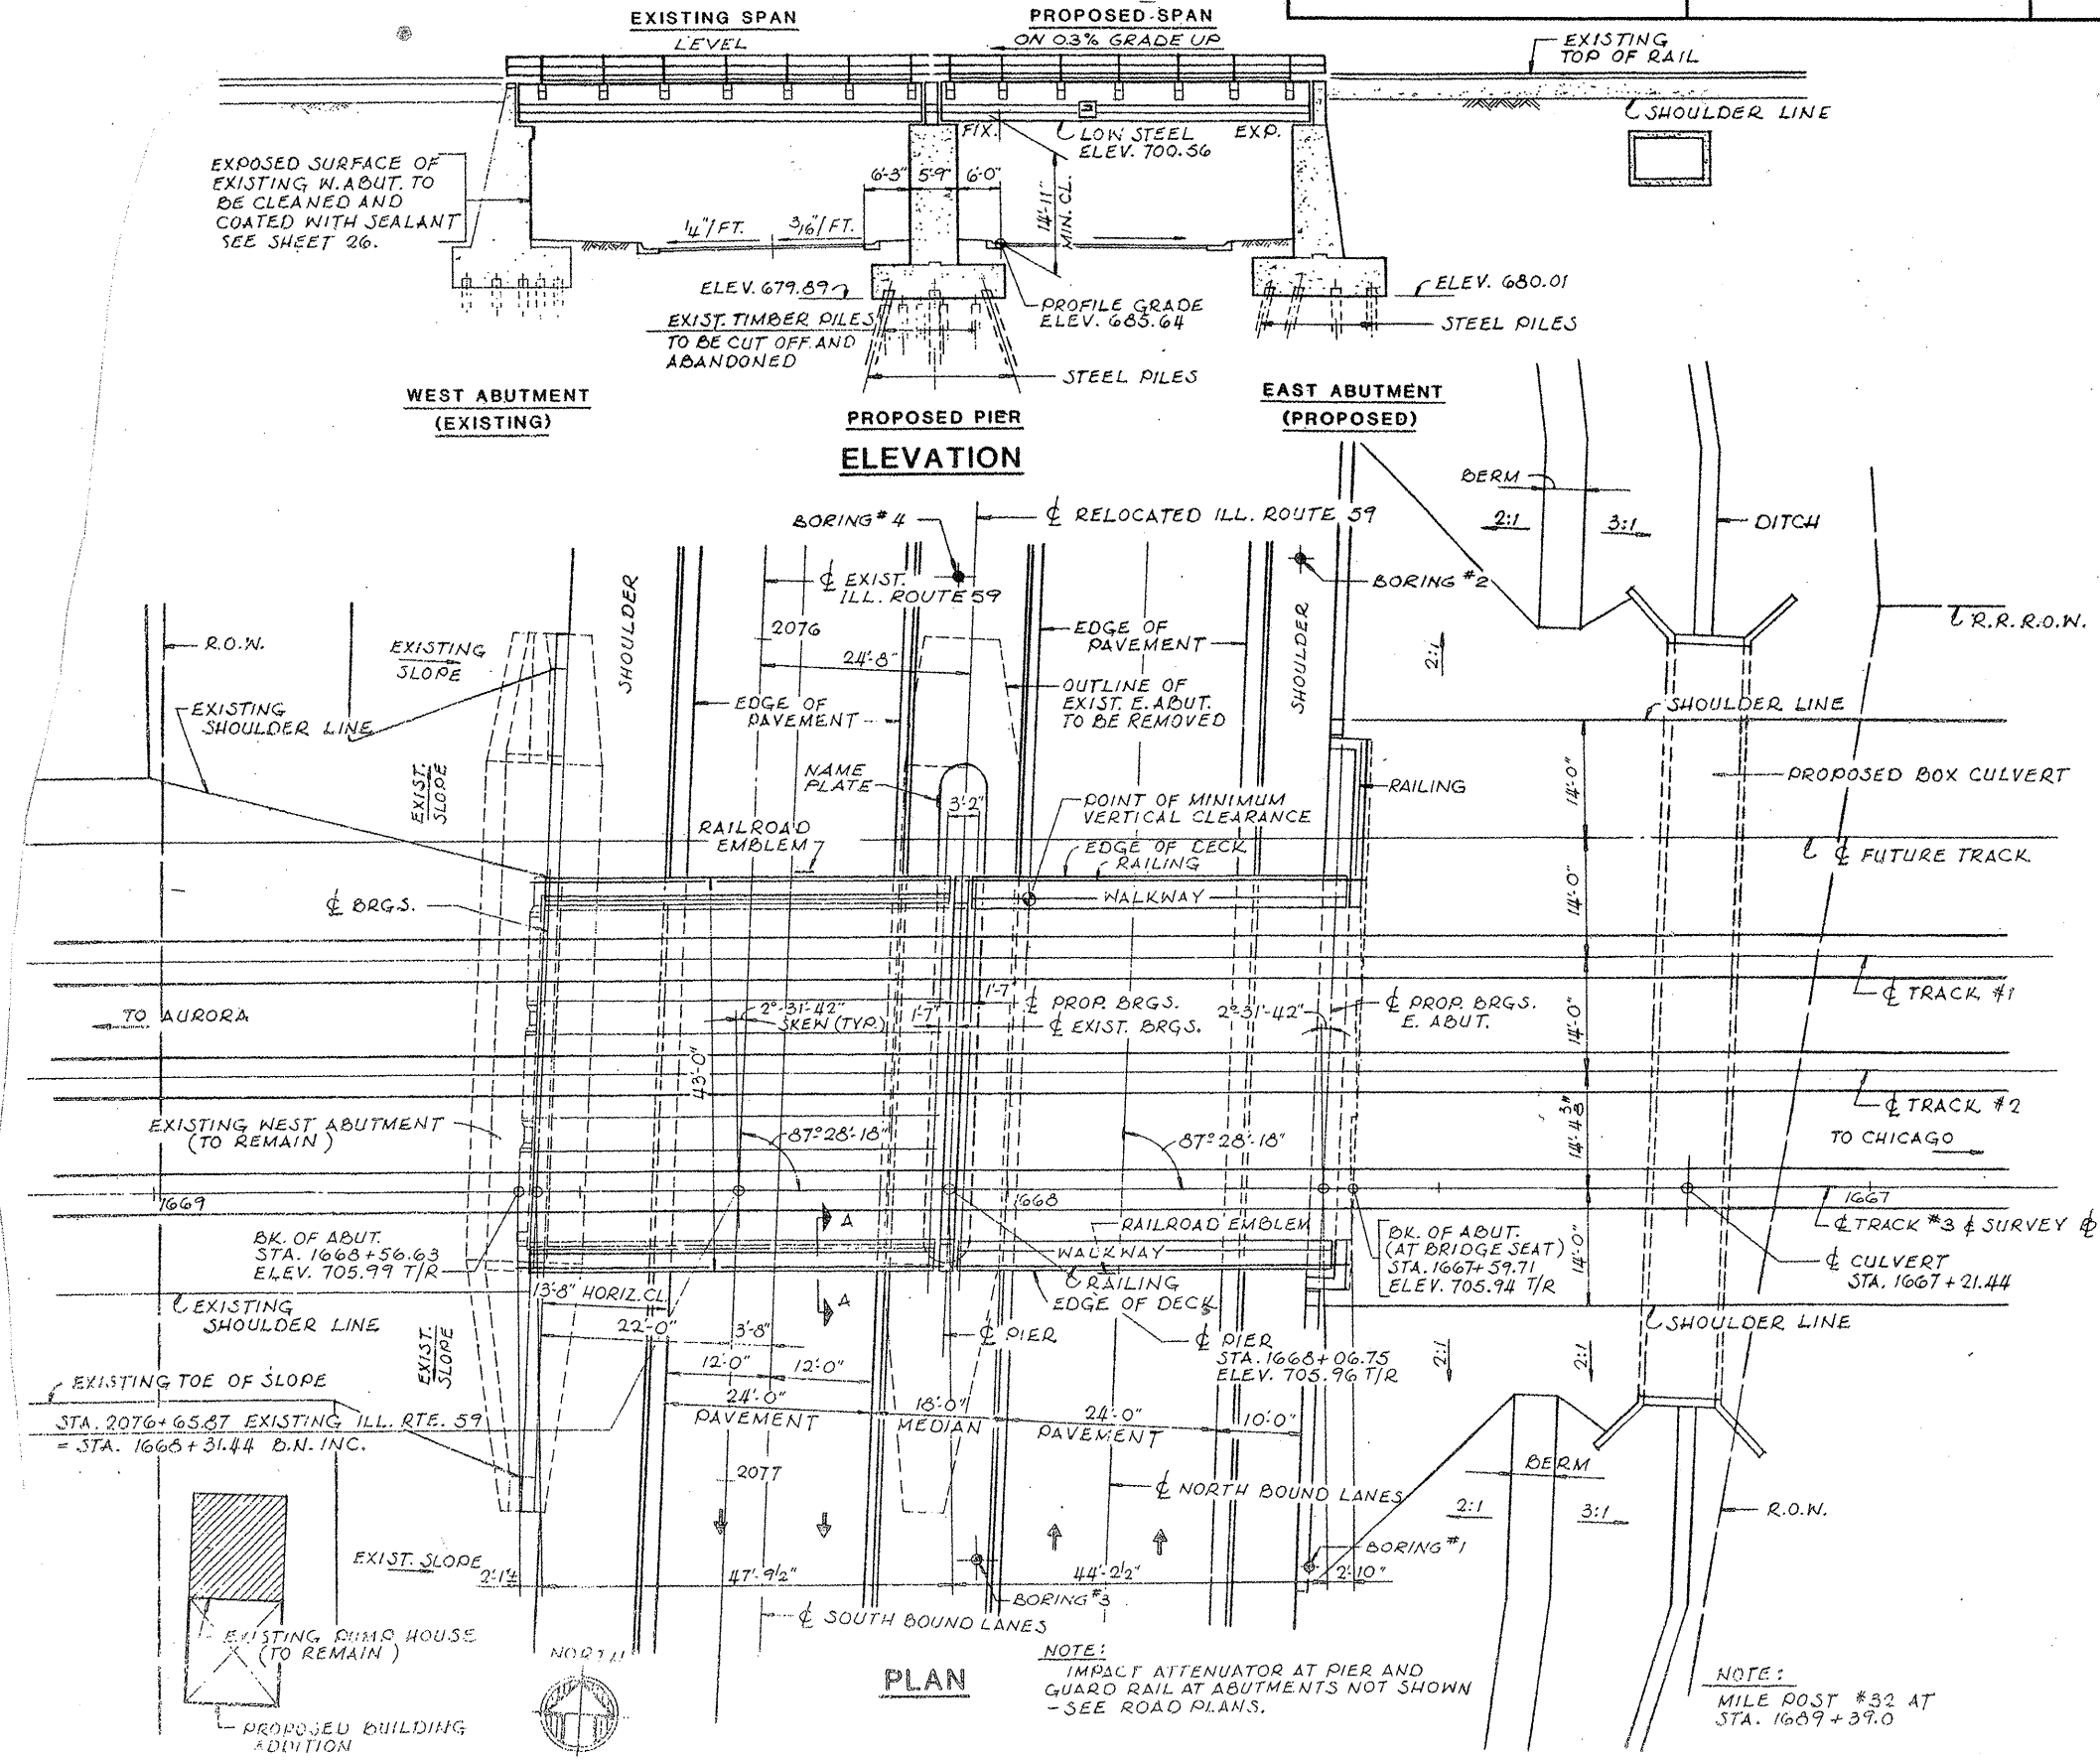 EXISTING SPAN
LEVEL
PROPOSED SPAN
ON 0.3% GRADE UP
EXISTING
TOP OF RAIL
SHOULDER LINE
FIX.
LOW STEEL
ELEV. 700.56
EXP.
EXPOSED SURFACE OF
EXISTING W. ABUT. TO
BE CLEANED AND
COATED WITH SEALANT
SEE SHEET 26.
6'-3"
5'-9"
6'-0"
14'-11"
MIN. CL.
1/4"/FT.
3/16"/FT.
ELEV. 679.89
EXIST. TIMBER PILES
TO BE CUT OFF AND
ABANDONED
PROFILE GRADE
ELEV. 685.64
STEEL PILES
ELEV. 680.01
STEEL PILES
WEST ABUTMENT
(EXISTING)
PROPOSED PIER
EAST ABUTMENT
(PROPOSED)
ELEVATION
BORING #4
℄ RELOCATED ILL. ROUTE 59
BERM
2:1
3:1
DITCH
℄ EXIST.
ILL. ROUTE 59
BORING #2
SHOULDER
2076
R.O.W.
EXISTING
SLOPE
24'-8"
EDGE OF
PAVEMENT
SHOULDER
2:1
R.R. R.O.W.
EXISTING
SHOULDER LINE
EDGE OF
PAVEMENT
OUTLINE OF
EXIST. E. ABUT.
TO BE REMOVED
SHOULDER LINE
EXIST.
SLOPE
NAME
PLATE
3'-2"
RAILING
14'-0"
PROPOSED BOX CULVERT
POINT OF MINIMUM
VERTICAL CLEARANCE
RAILROAD
EMBLEM
EDGE OF DECK
RAILING
℄ FUTURE TRACK
14'-0"
℄ BRGS.
WALKWAY
℄ TRACK #1
TO AURORA
2°-31'-42"
SKEW (TYP.)
1'-7"
1'-7"
℄ PROP. BRGS.
℄ EXIST. BRGS.
2°-31'-42"
℄ PROP. BRGS.
E. ABUT.
14'-0"
43'-0"
℄ TRACK #2
EXISTING WEST ABUTMENT
(TO REMAIN)
87°28'-18"
87°28'-18"
14'-4 3/8"
TO CHICAGO
1669
1668
1667
℄ TRACK #3 ℄ SURVEY ℄
A
RAILROAD EMBLEM
BK. OF ABUT.
STA. 1668+56.63
ELEV. 705.99 T/R
WALKWAY
BK. OF ABUT.
(AT BRIDGE SEAT)
STA. 1667+59.71
ELEV. 705.94 T/R
14'-0"
℄ CULVERT
STA. 1667+21.44
13'-8" HORIZ. CL.
A
RAILING
EDGE OF DECK
EXISTING
SHOULDER LINE
22'-0"
3'-8"
℄ PIER
℄ PIER
STA. 1668+06.75
ELEV. 705.96 T/R
SHOULDER LINE
EXIST.
SLOPE
12'-0"
12'-0"
2:1
2:1
EXISTING TOE OF SLOPE
24'-0"
PAVEMENT
18'-0"
MEDIAN
24'-0"
PAVEMENT
10'-0"
STA. 2076+65.87 EXISTING ILL. RTE. 59
= STA. 1668+31.44 B.N. INC.
2077
BERM
℄ NORTH BOUND LANES
2:1
3:1
R.O.W.
EXIST. SLOPE
BORING #1
2'-1"±
47'-9 1/2"
44'-2 1/2"
2'-10"
BORING #3
℄ SOUTH BOUND LANES
EXISTING PUMP HOUSE
(TO REMAIN)
NORTH
PLAN
NOTE:
IMPACT ATTENUATOR AT PIER AND
GUARD RAIL AT ABUTMENTS NOT SHOWN
- SEE ROAD PLANS.
NOTE:
MILE POST #32 AT
STA. 1689+39.0
PROPOSED BUILDING
ADDITION